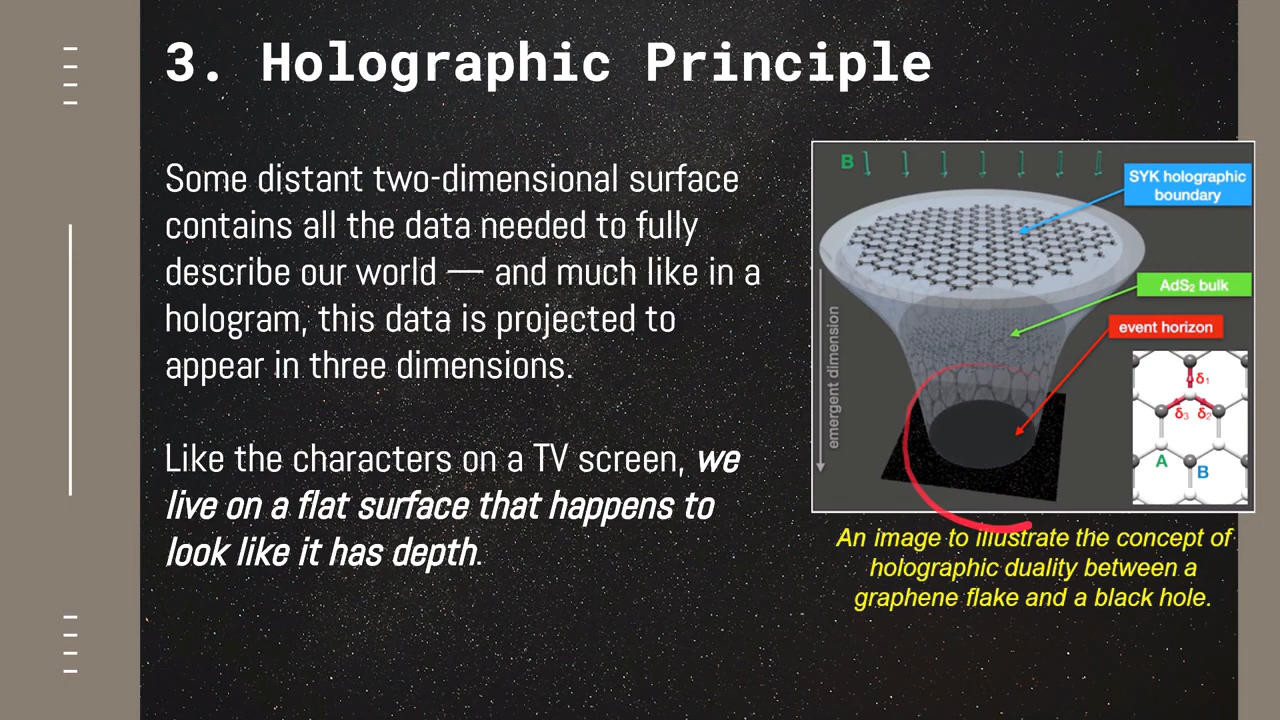 3. Holographic Principle
Some distant two-dimensional surface
contains all the data needed to fully
describe our world — and much like in a
hologram, this data is projected to
appear in three dimensions.
Like the characters on a TV screen, we
live on a flat surface that happens to
look like it has depth.
B
SYK holographic
boundary
AdS₂ bulk
event horizon
emergent dimension
δ₁
δ₃ δ₂
A
B
An image to illustrate the concept of
holographic duality between a
graphene flake and a black hole.